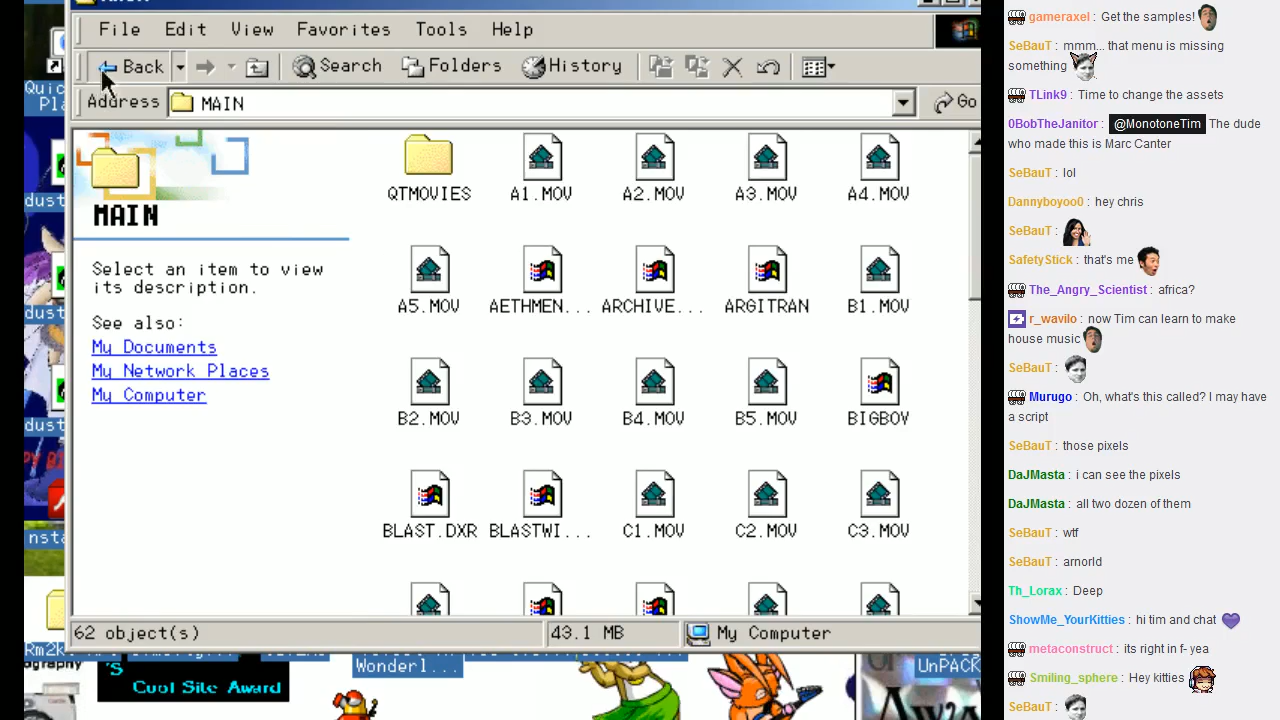 File Edit View Favorites Tools Help
Back Search Folders History
Address MAIN Go
MAIN
Select an item to view
its description.
See also:
My Documents
My Network Places
My Computer
QTMOVIES A1.MOV A2.MOV A3.MOV A4.MOV
A5.MOV AETHMEN... ARCHIVE... ARGITRAN B1.MOV
B2.MOV B3.MOV B4.MOV B5.MOV BIGBOV
BLAST.DXR BLASTWI... C1.MOV C2.MOV C3.MOV
62 object(s) 43.1 MB My Computer
Quic
Pla
dust
dust
dust
nsta
Wonderl...
UnPACK
'S
Cool Site Award
gameraxel: Get the samples!
SeBauT: mmm... tha menu is missing
something
TLink9: Time to change the assets
0BobTheJanitor: @MonotoneTim The dude
who made this is Marc Canter
SeBauT: lol
Dannyboyoo0: hey chris
SeBauT:
SafetyStick: that's me
The_Angry_Scientist: africa?
r_wavilo: now Tim can learn to make
house music
SeBauT:
Murugo: Oh, what's this called? I may have
a script
SeBauT: those pixels
DaJMasta: i can see the pixels
DaJMasta: all two dozen of them
SeBauT: wtf
SeBauT: arnorld
Th_Lorax: Deep
ShowMe_YourKitties: hi tim and chat
metaconstruct: its right in f- yea
Smiling_sphere: Hey kitties
SeBauT: